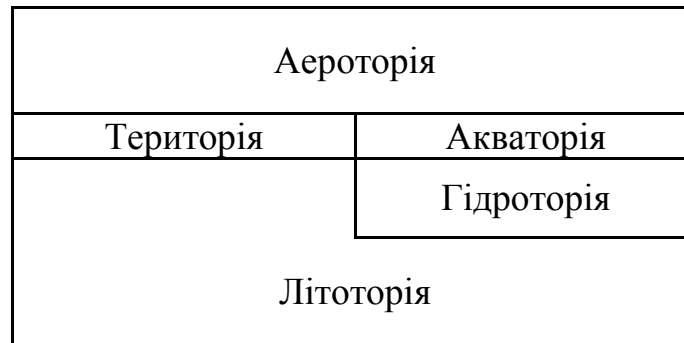 Аероторія
Територія
Акваторія
Гідроторія
Літоторія